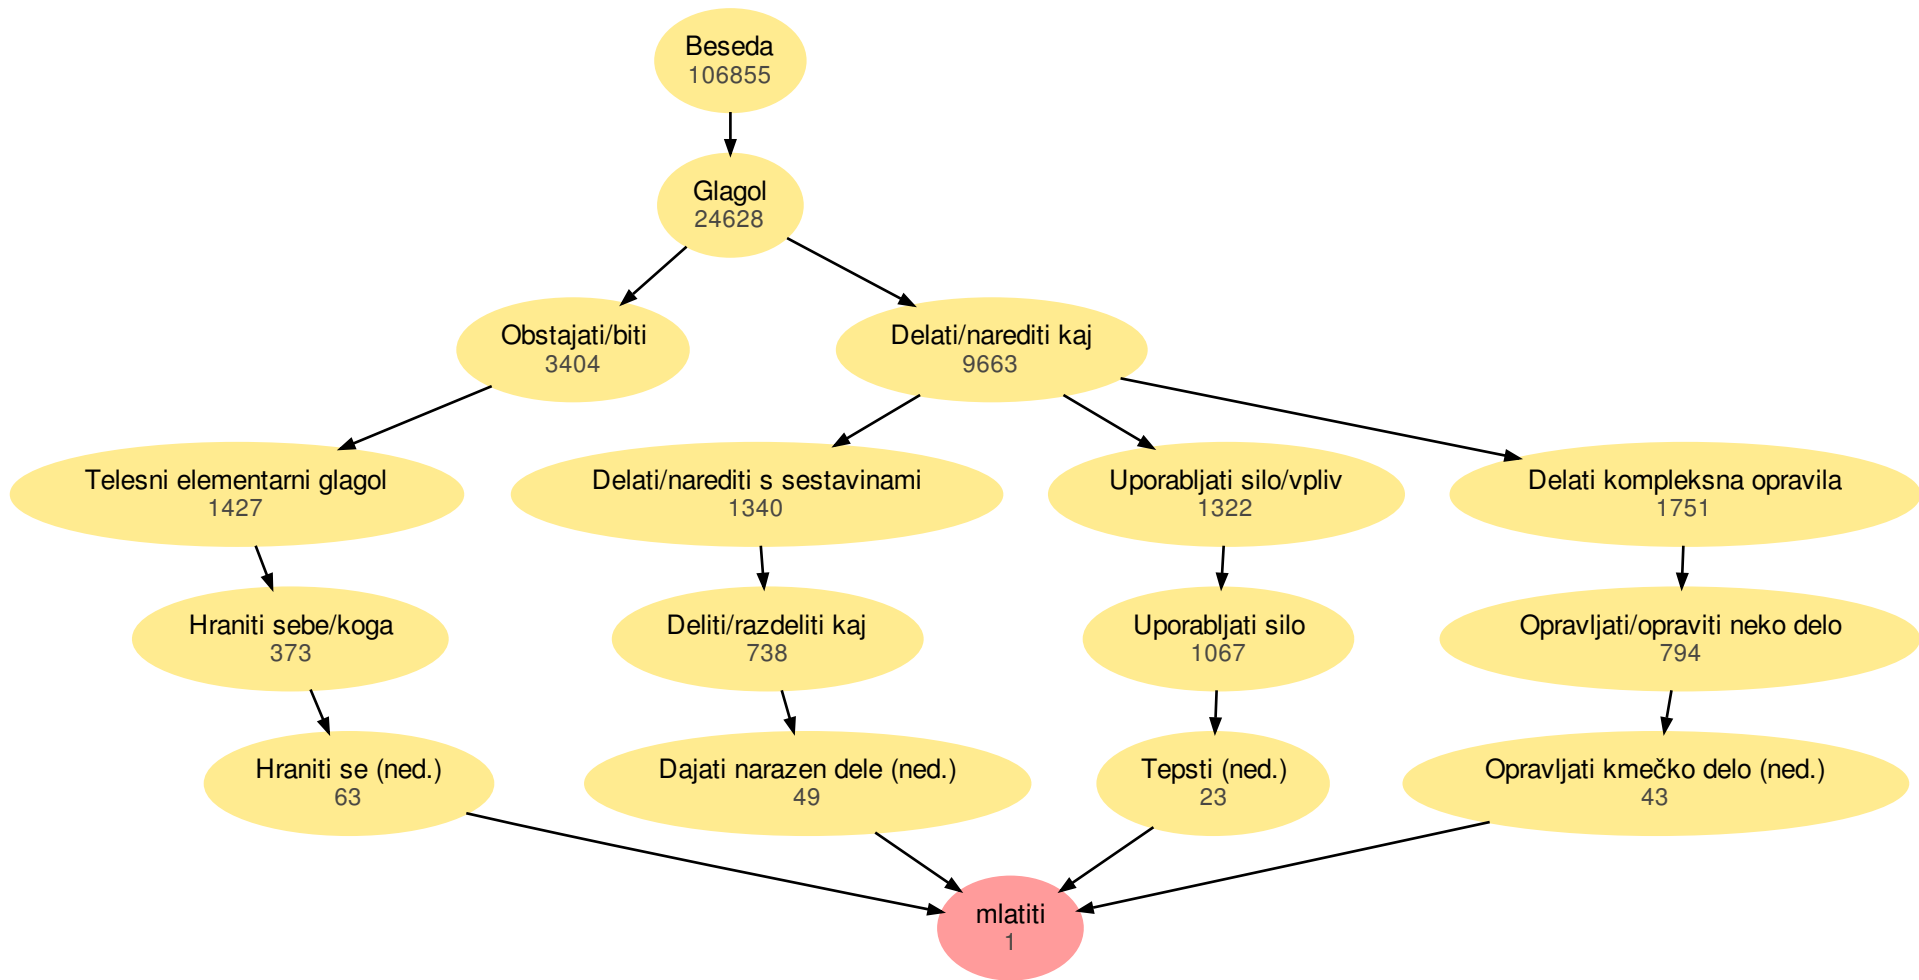 Beseda
106855
Glagol
24628
Obstajati/biti
3404
Delati/narediti kaj
9663
Telesni elementarni glagol
1427
Delati/narediti s sestavinami
1340
Uporabljati silo/vpliv
1322
Delati kompleksna opravila
1751
Hraniti sebe/koga
373
Deliti/razdeliti kaj
738
Uporabljati silo
1067
Opravljati/opraviti neko delo
794
Hraniti se (ned.)
63
Dajati narazen dele (ned.)
49
Tepsti (ned.)
23
Opravljati kmečko delo (ned.)
43
mlatiti
1